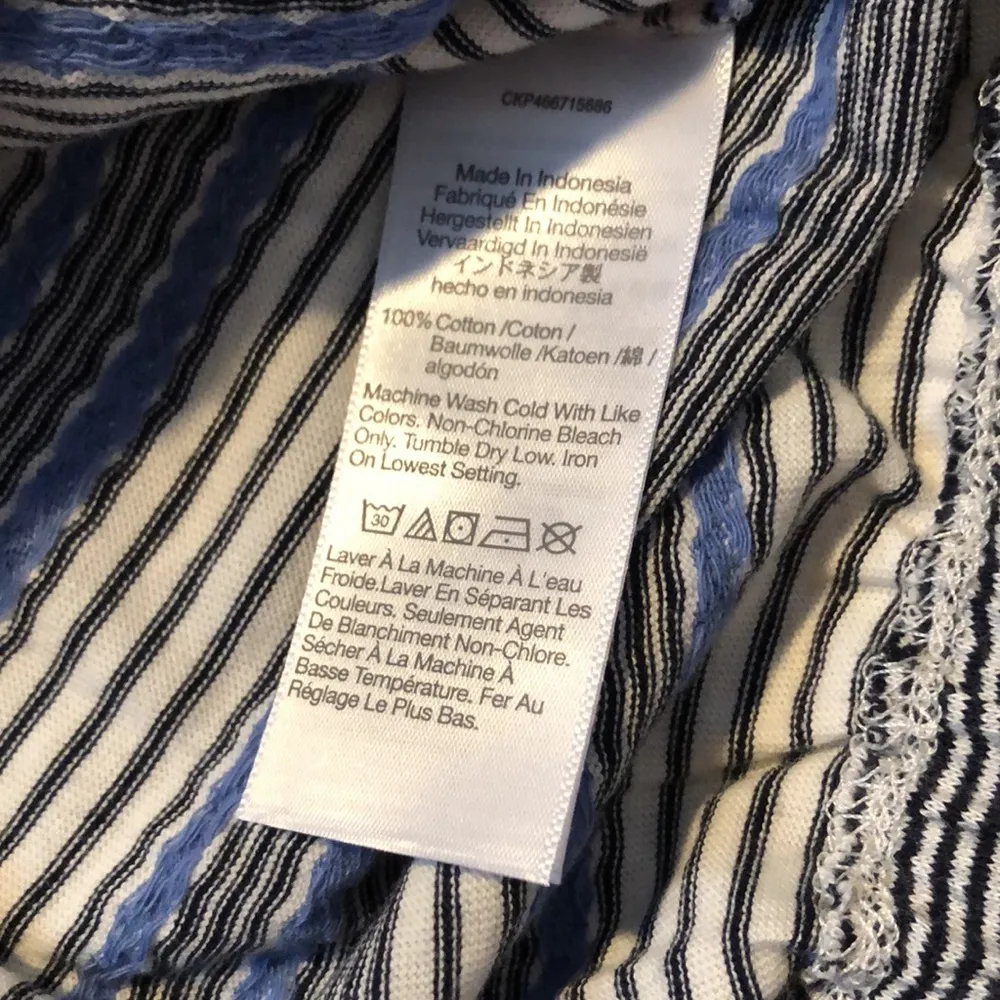 CKP466715686
Made In Indonesia
Fabriqué En Indonésie
Hergestellt In Indonesien
Vervaardigd In Indonesië
インドネシア製
hecho en indonesia
100% Cotton /Coton /
Baumwolle /Katoen /綿 /
algodón
Machine Wash Cold With Like
Colors. Non-Chlorine Bleach
Only. Tumble Dry Low. Iron
On Lowest Setting.
30
Laver À La Machine À L'eau
Froide.Laver En Séparant Les
Couleurs. Seulement Agent
De Blanchiment Non-Chlore.
Sécher À La Machine À
Basse Température. Fer Au
Réglage Le Plus Bas.